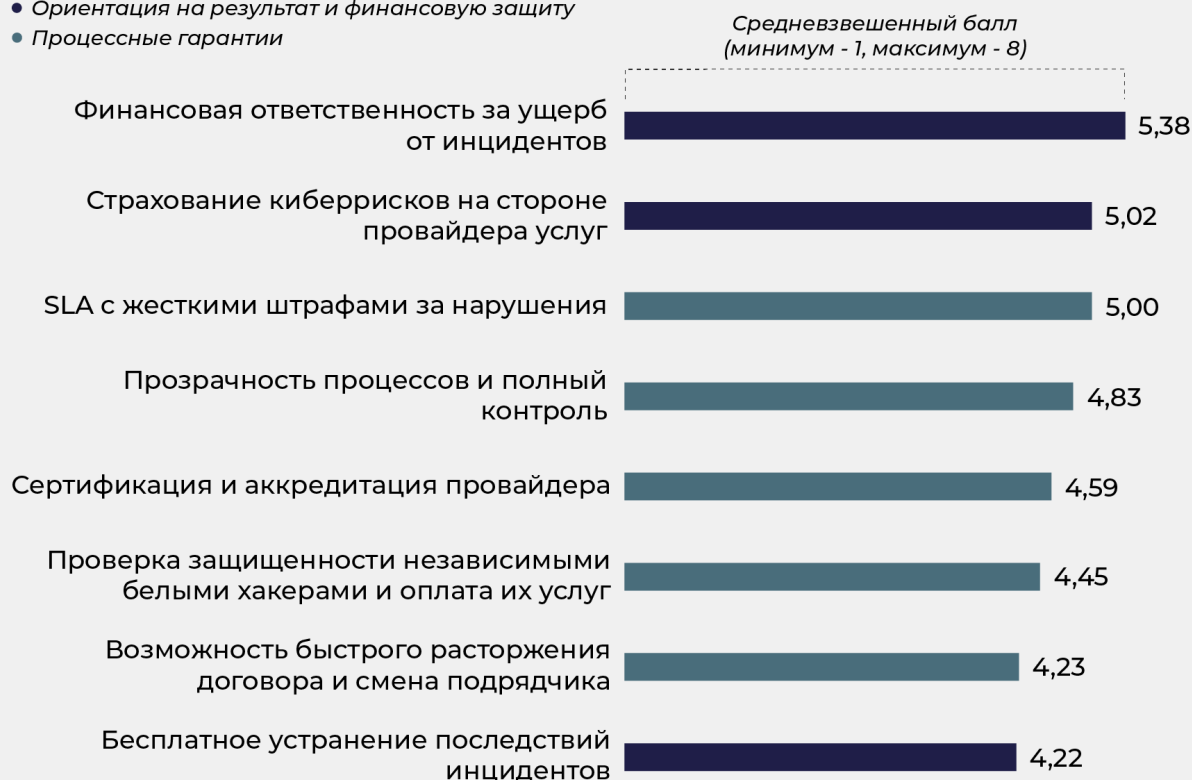 Ориентация на результат и финансовую защиту
Процессные гарантии
Средневзвешенный балл
(минимум - 1, максимум - 8)
Финансовая ответственность за ущерб
от инцидентов
5,38
Страхование киберрисков на стороне
провайдера услуг
5,02
SLA с жесткими штрафами за нарушения
5,00
Прозрачность процессов и полный
контроль
4,83
Сертификация и аккредитация провайдера
4,59
Проверка защищенности независимыми
белыми хакерами и оплата их услуг
4,45
Возможность быстрого расторжения
договора и смена подрядчика
4,23
Бесплатное устранение последствий
инцидентов
4,22